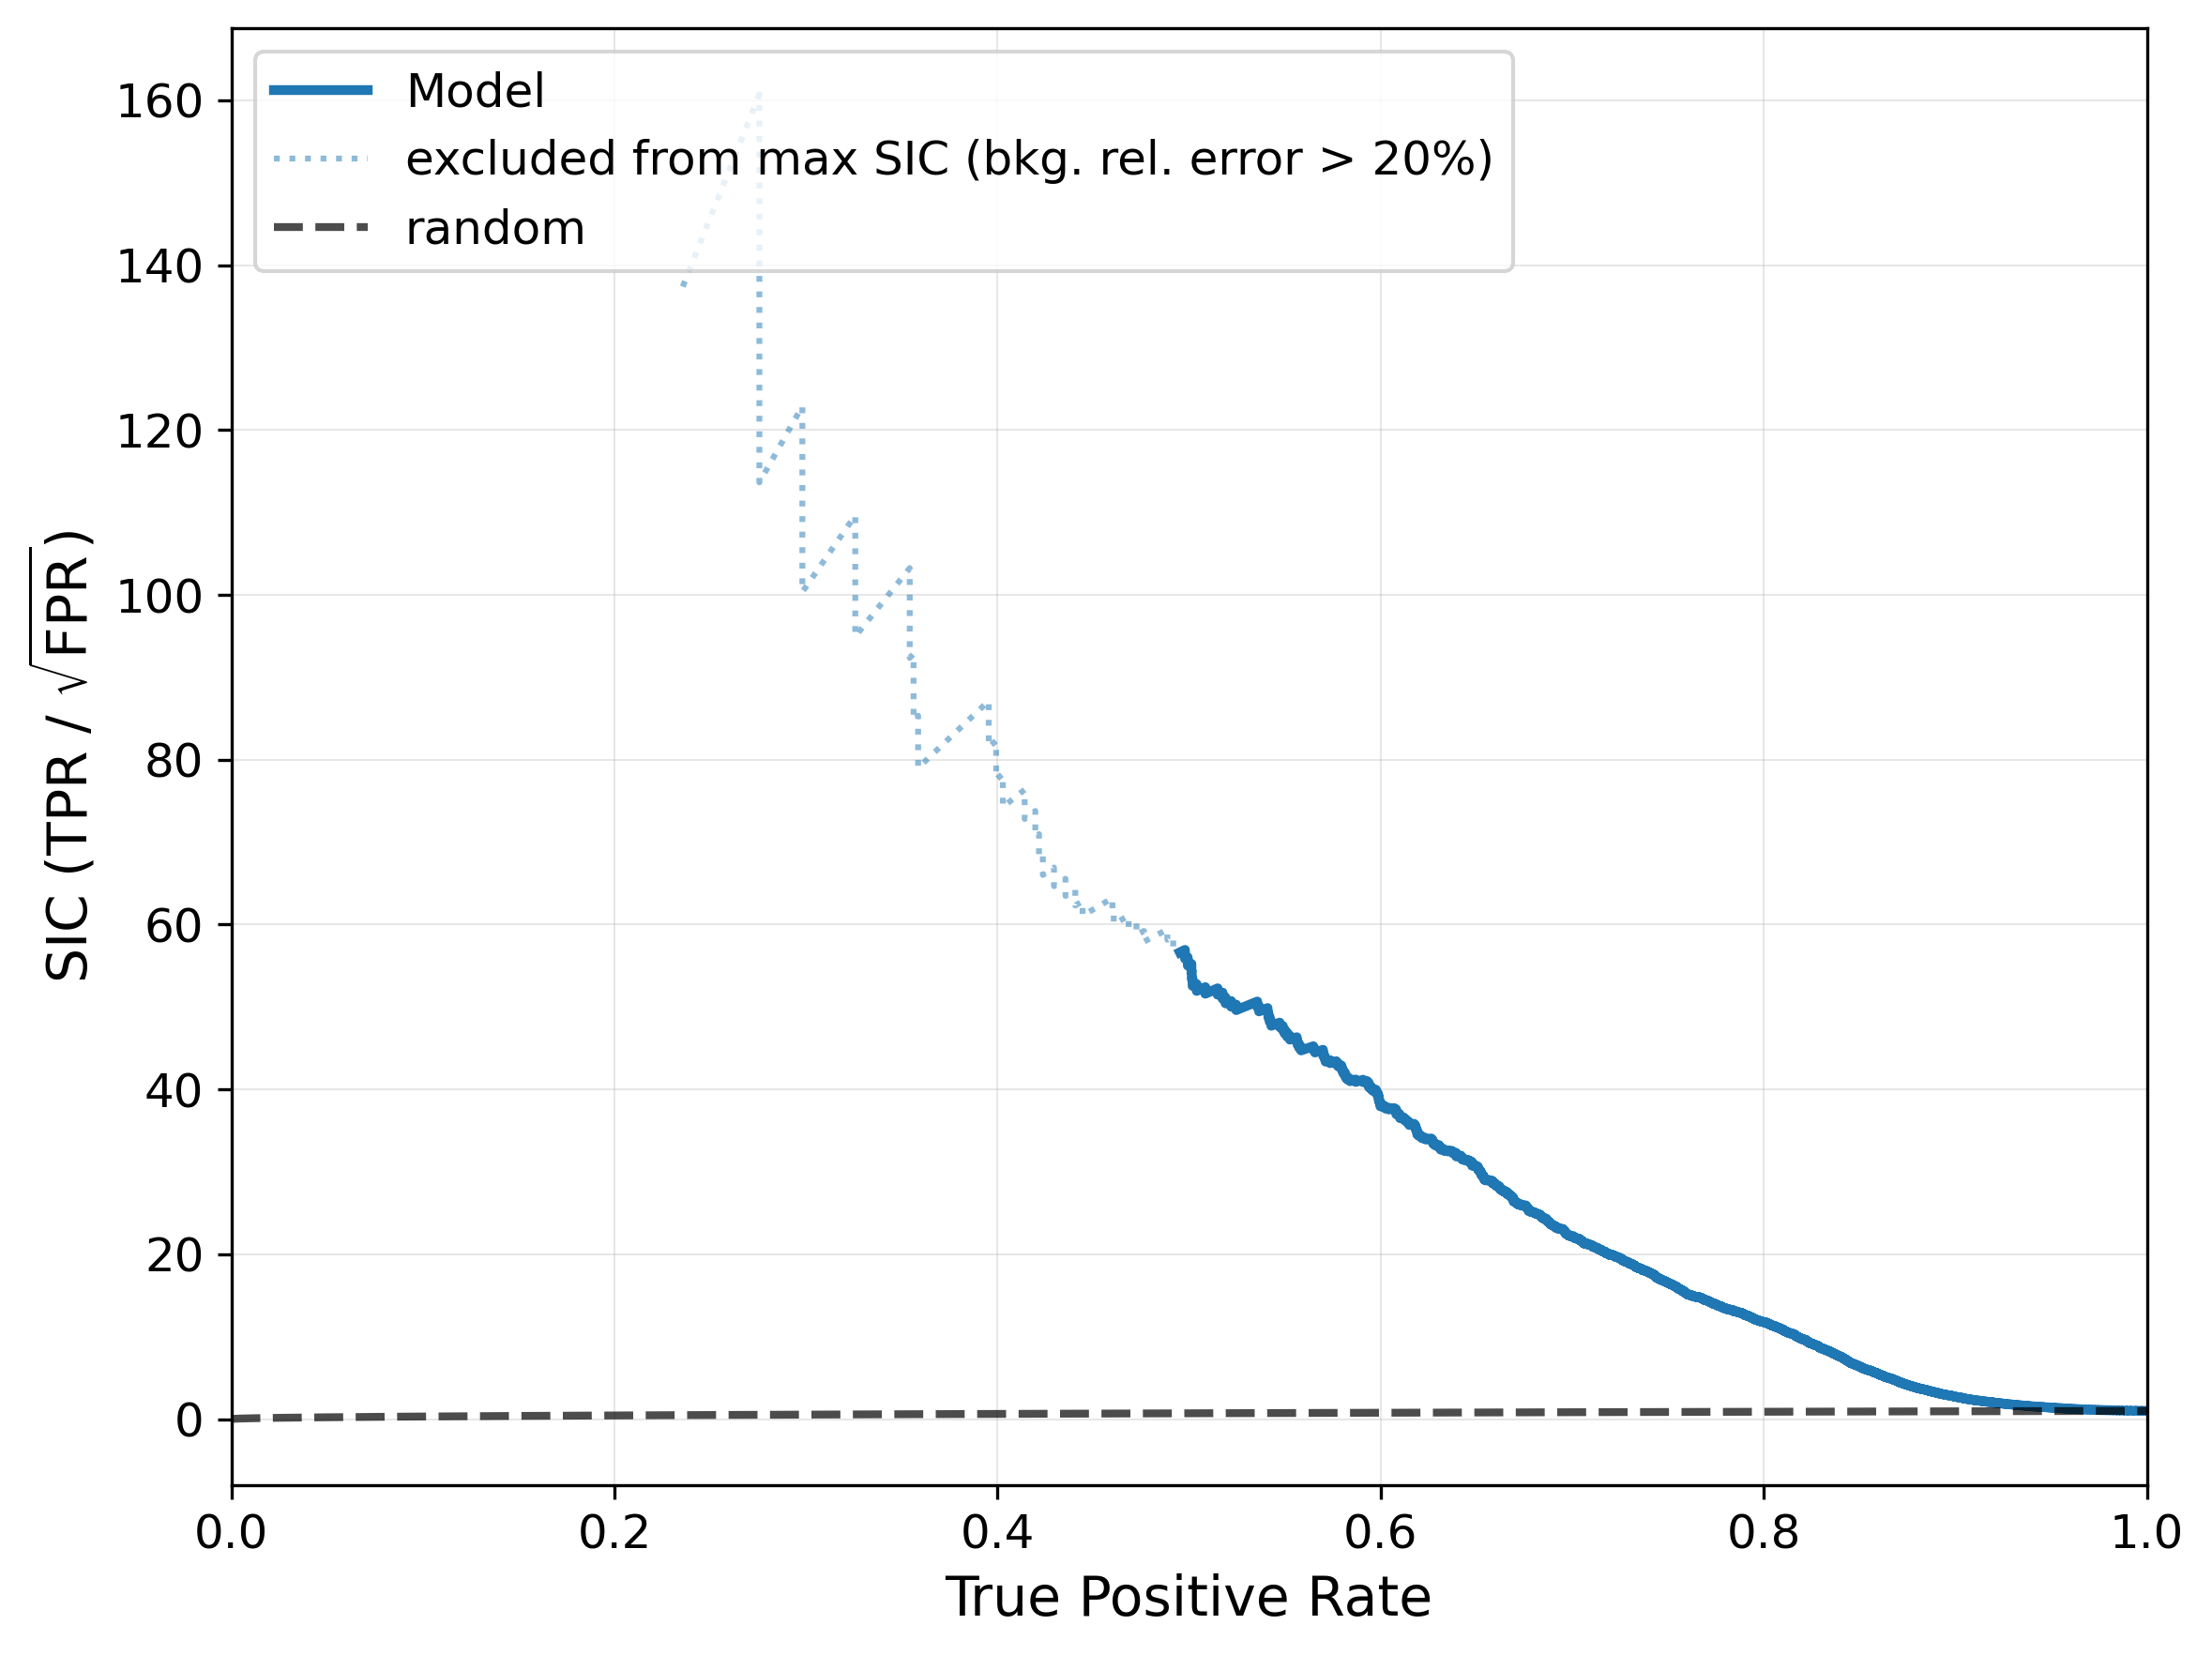 Model
excluded from max SIC (bkg. rel. error > 20%)
random
160
140
120
100
80
60
40
20
0
SIC (TPR / √FPR)
0.0 0.2 0.4 0.6 0.8 1.0
True Positive Rate